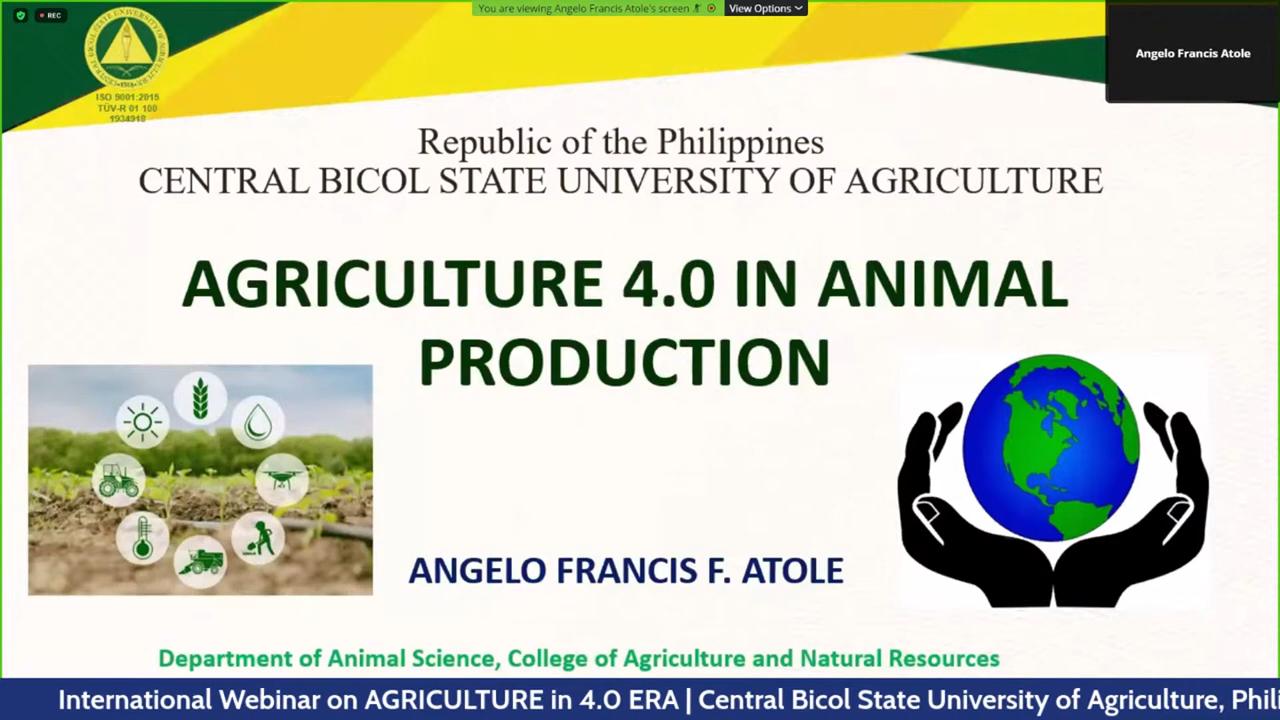 REC
You are viewing Angelo Francis Atole's screen
View Options
Angelo Francis Atole
ISO 9001:2015
TÜV-R 01 100
1934918
Republic of the Philippines
CENTRAL BICOL STATE UNIVERSITY OF AGRICULTURE
AGRICULTURE 4.0 IN ANIMAL
PRODUCTION
ANGELO FRANCIS F. ATOLE
Department of Animal Science, College of Agriculture and Natural Resources
International Webinar on AGRICULTURE in 4.0 ERA | Central Bicol State University of Agriculture, Phili